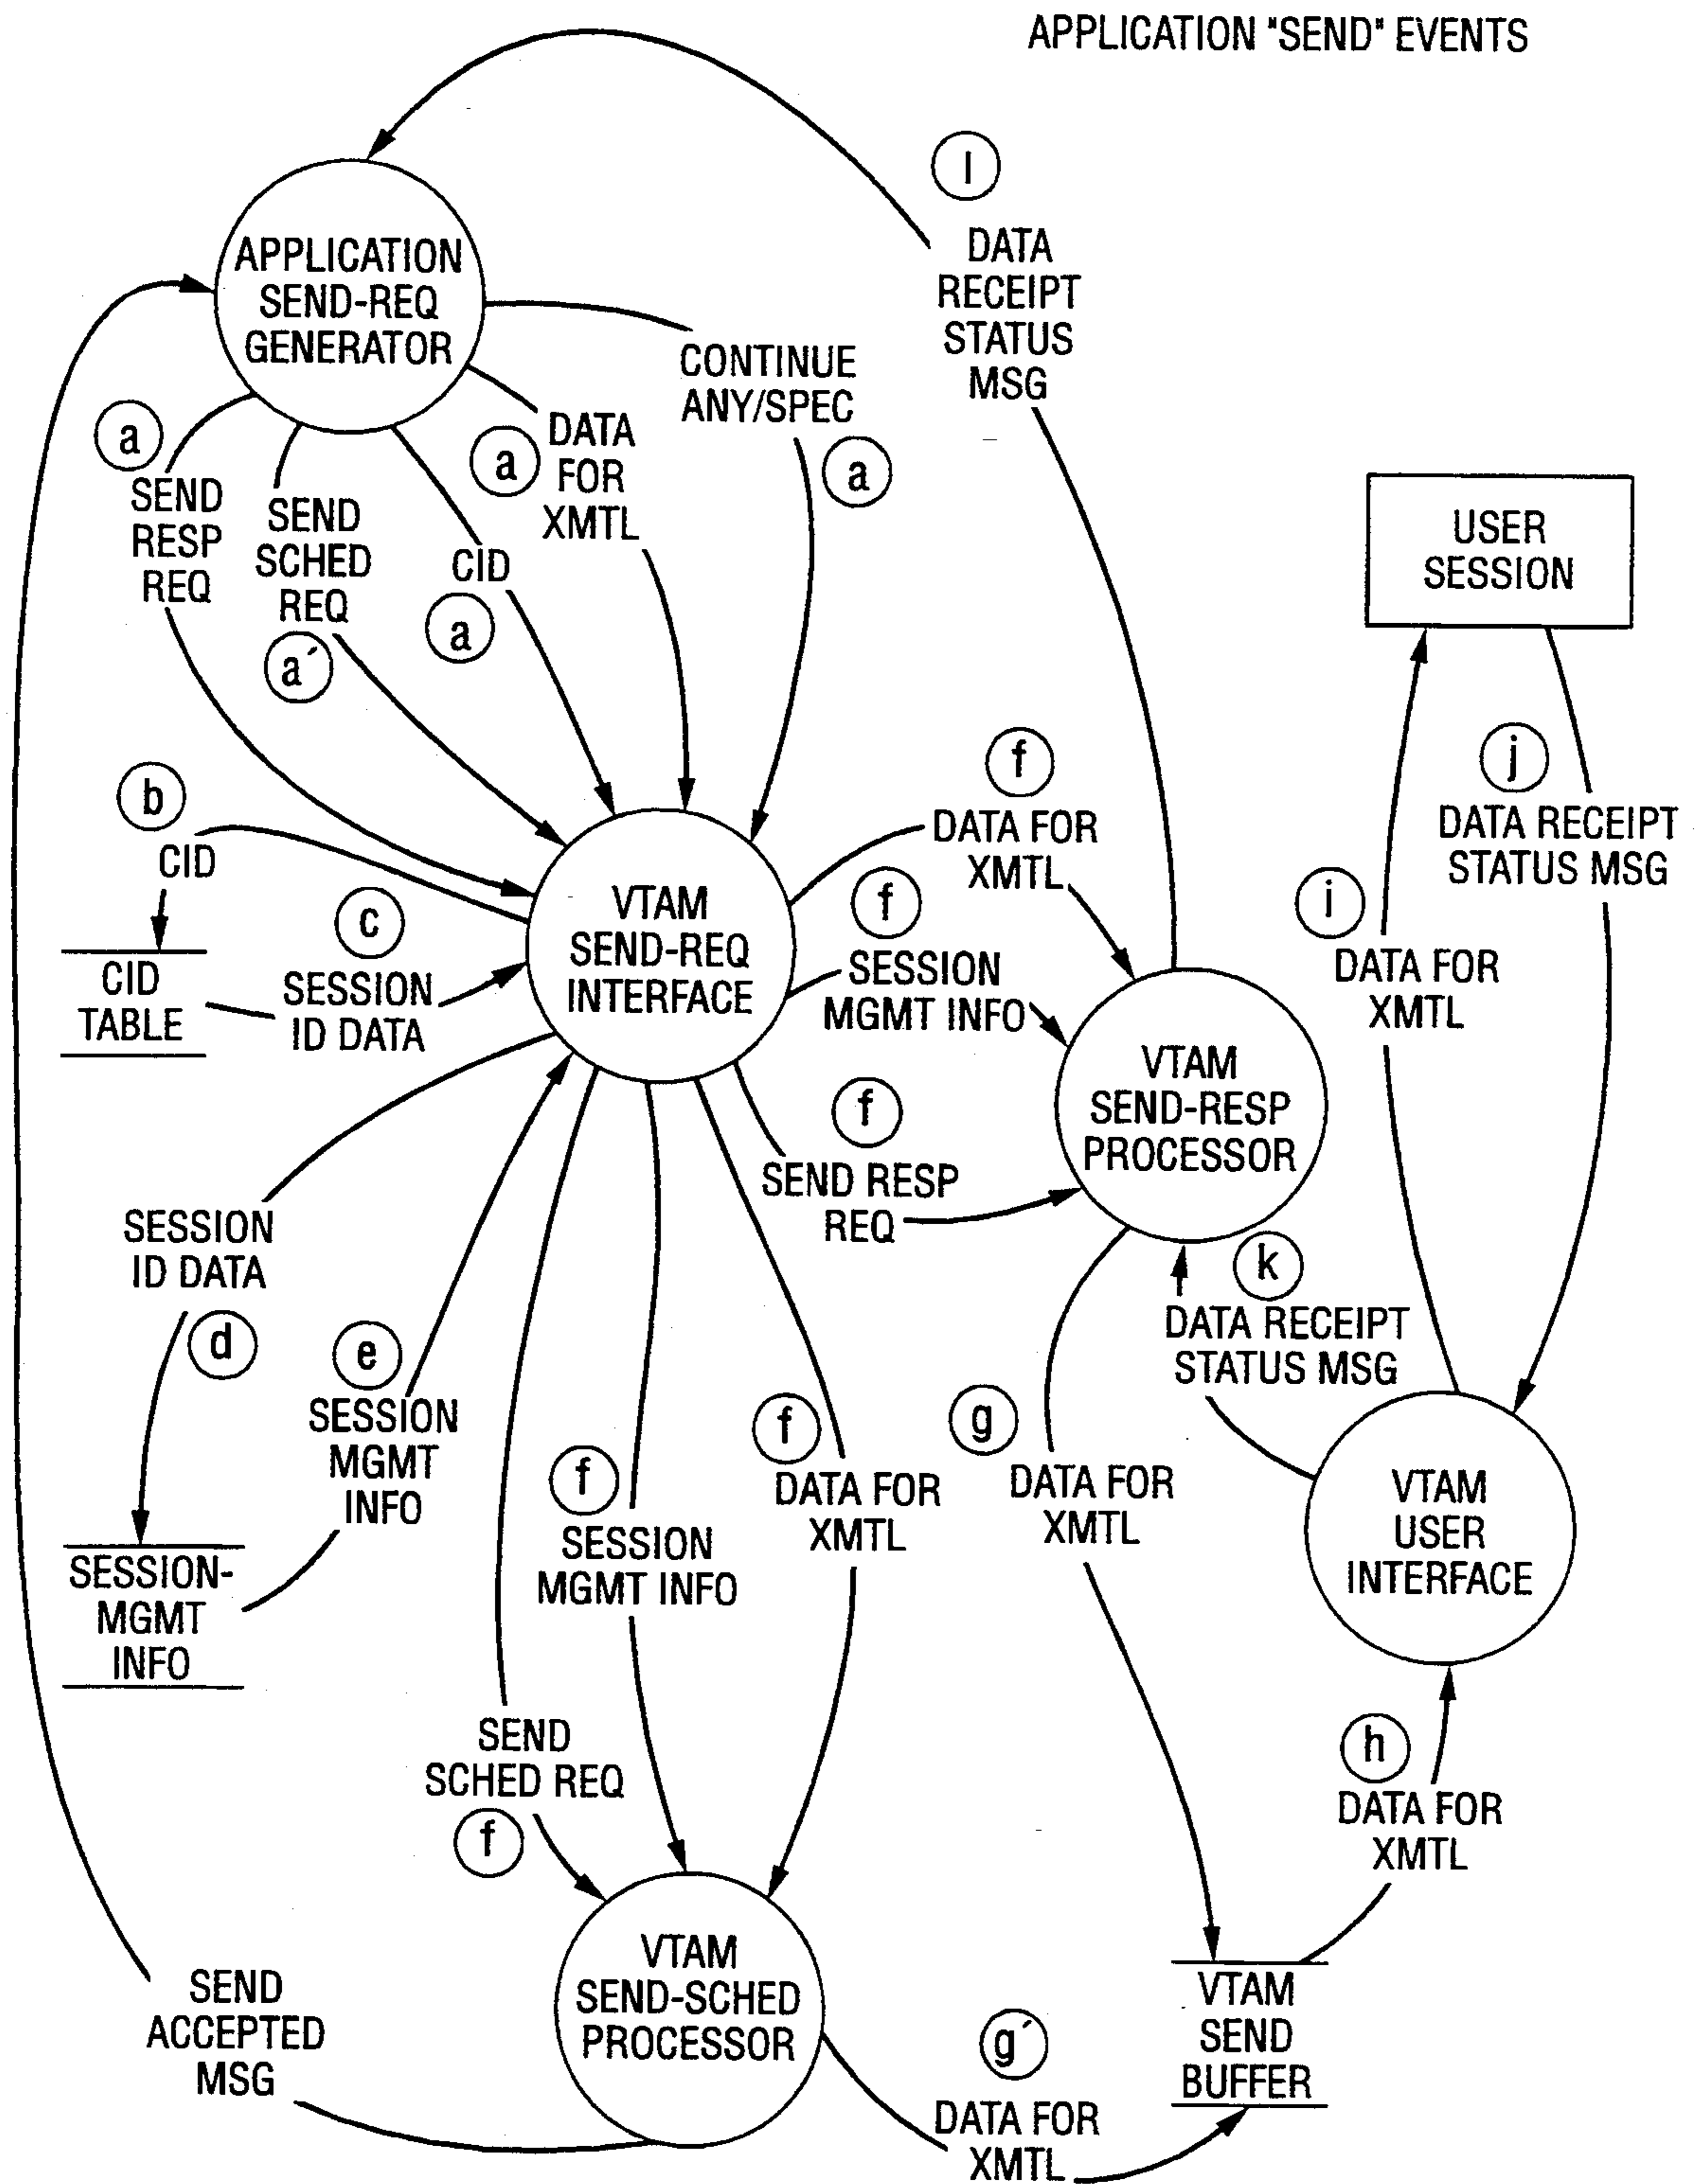 APPLICATION "SEND" EVENTS
l
DATA
RECEIPT
STATUS
MSG
APPLICATION
SEND-REQ
GENERATOR
CONTINUE
ANY/SPEC
a
a
SEND
RESP
REQ
SEND
SCHED
REQ
a´
CID
a
a
DATA
FOR
XMTL
USER
SESSION
b
CID
c
CID
TABLE
SESSION
ID DATA
VTAM
SEND-REQ
INTERFACE
f
DATA FOR
XMTL
f
SESSION
MGMT INFO
f
SEND RESP
REQ
VTAM
SEND-RESP
PROCESSOR
i
DATA FOR
XMTL
j
DATA RECEIPT
STATUS MSG
SESSION
ID DATA
d
e
SESSION
MGMT
INFO
SESSION-
MGMT
INFO
f
SESSION
MGMT INFO
f
DATA FOR
XMTL
g
DATA FOR
XMTL
k
DATA RECEIPT
STATUS MSG
VTAM
USER
INTERFACE
SEND
SCHED REQ
f
h
DATA FOR
XMTL
SEND
ACCEPTED
MSG
VTAM
SEND-SCHED
PROCESSOR
g´
DATA FOR
XMTL
VTAM
SEND
BUFFER